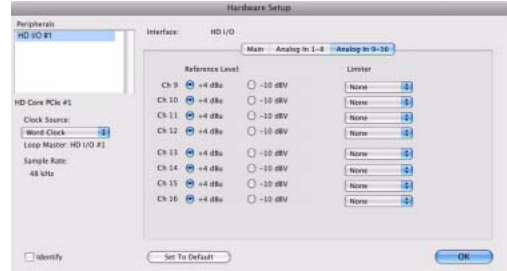 Hardware Setup
Peripherals
HD I/O #1
Interface: HD I/O
Main Analog In 1–8 Analog In 9–16
Reference Level: Limiter
Ch 9 +4 dBu –10 dBV None
Ch 10 +4 dBu –10 dBV None
Ch 11 +4 dBu –10 dBV None
Ch 12 +4 dBu –10 dBV None
Ch 13 +4 dBu –10 dBV None
Ch 14 +4 dBu –10 dBV None
Ch 15 +4 dBu –10 dBV None
Ch 16 +4 dBu –10 dBV None
HD Core PCIe #1
Clock Source:
Word Clock
Loop Master: HD I/O #1
Sample Rate:
48 kHz
Identify Set To Default OK